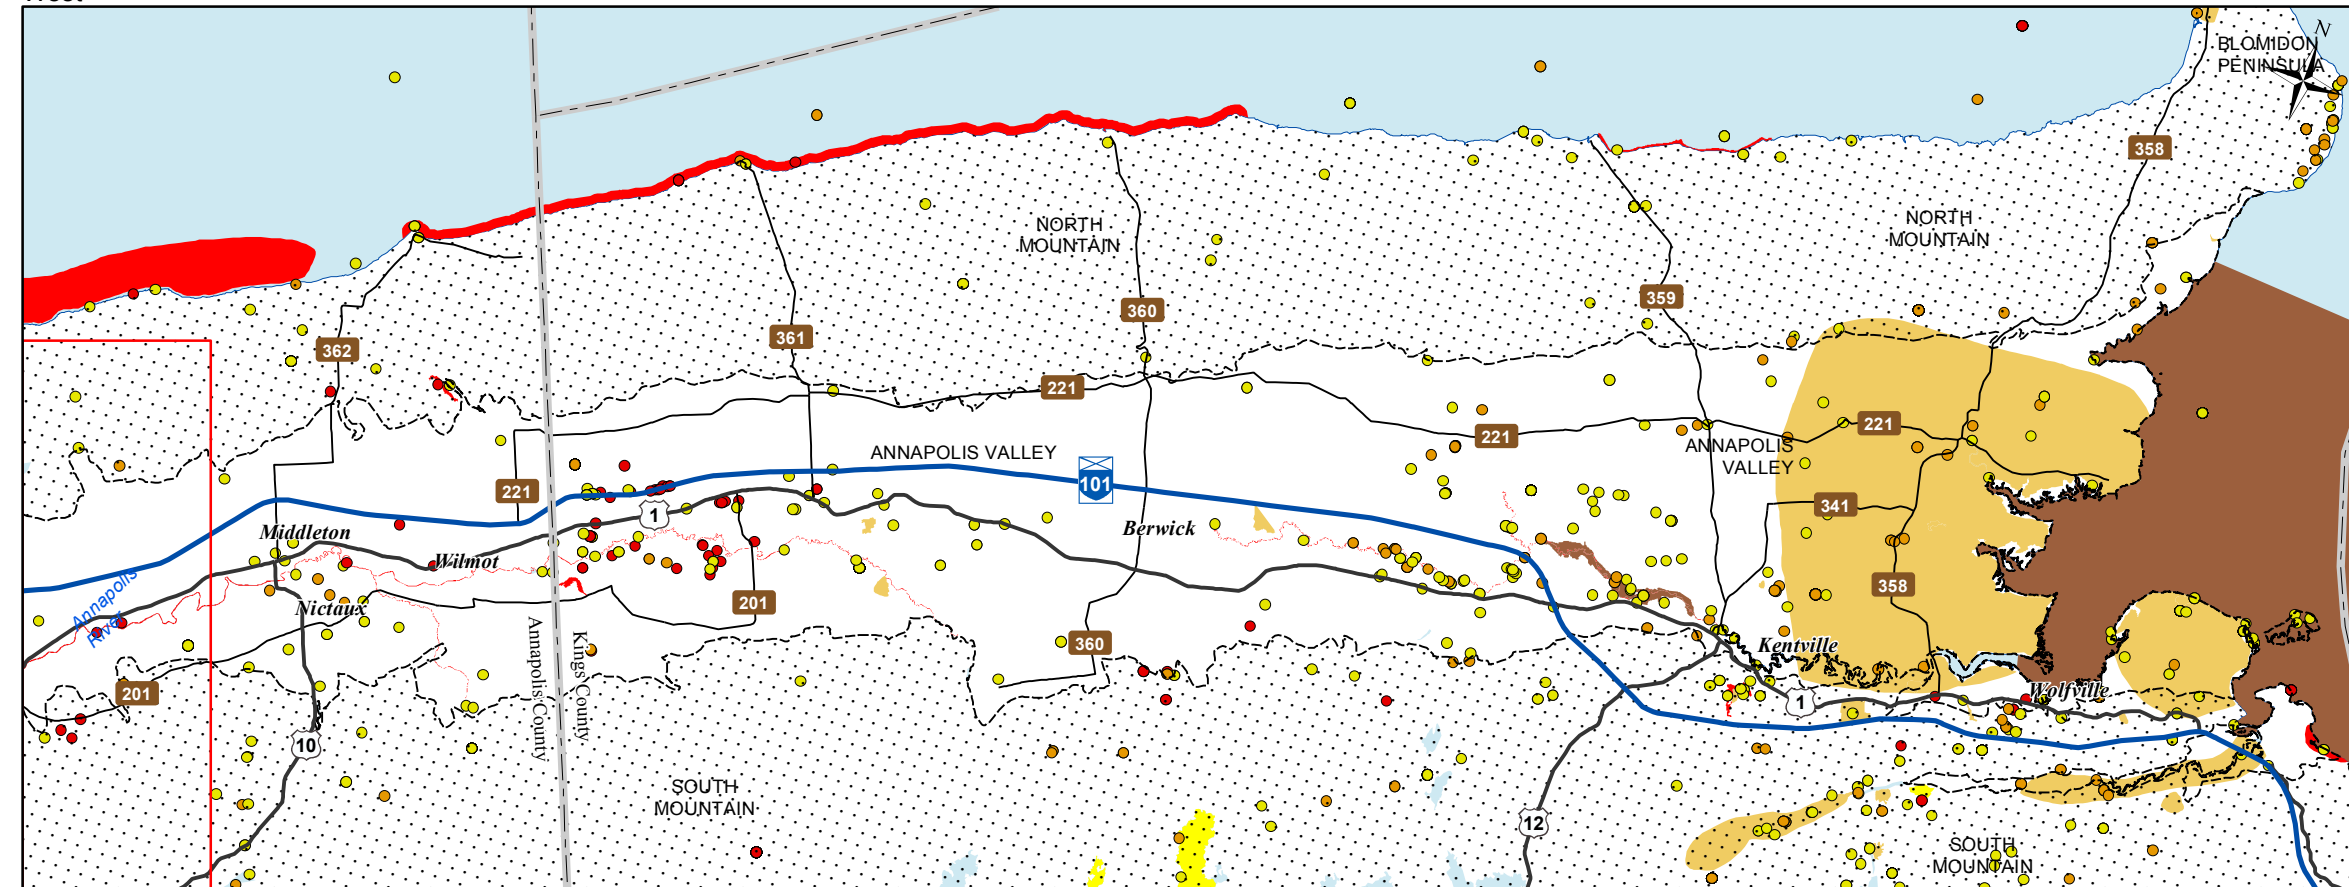 N
BLOMIDON
PENINSULA
358
NORTH
MOUNTAIN
NORTH
MOUNTAIN
359
360
361
362
221
221
221
ANNAPOLIS VALLEY
ANNAPOLIS
VALLEY
101
221
341
1
Middleton
Wilmot
Berwick
358
Annapolis
River
Nictaux
201
360
Kentville
Annapolis County
Kings County
201
Wolfville
1
10
SOUTH
MOUNTAIN
12
SOUTH
MOUNTAIN